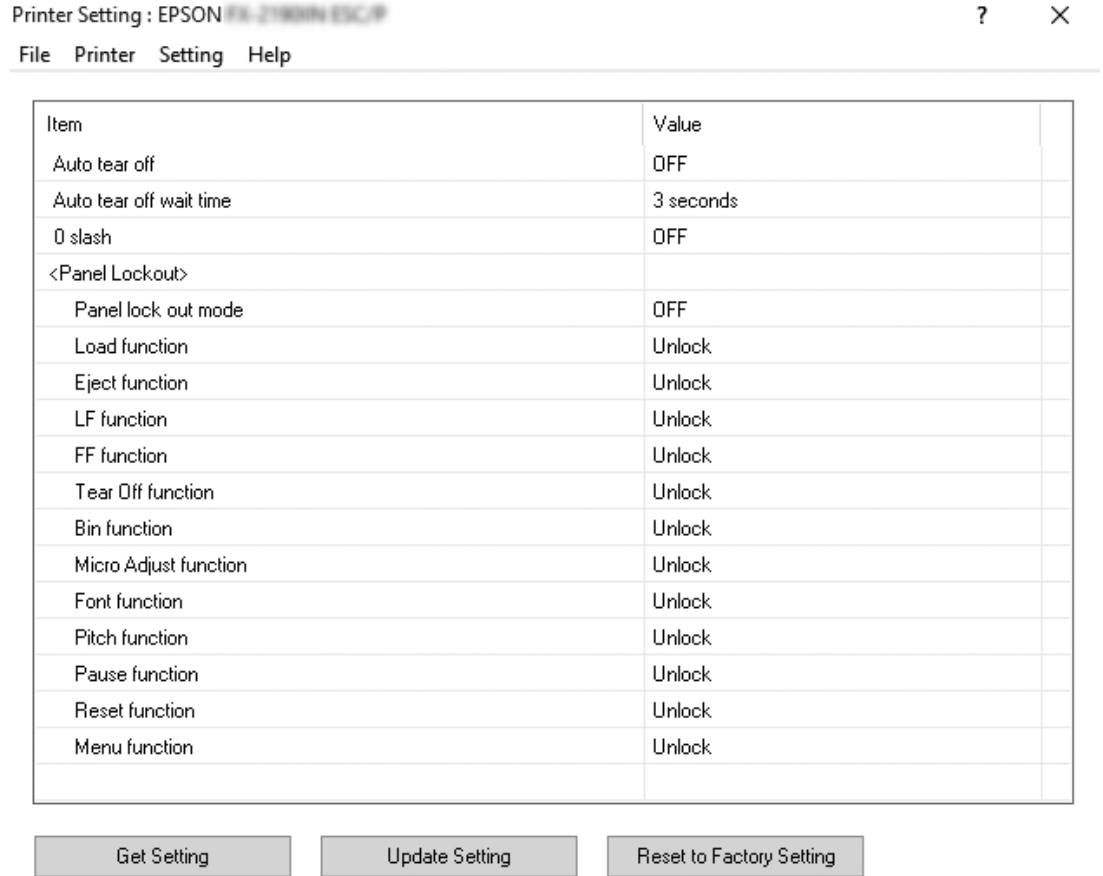 Printer Setting : EPSON
?
File Printer Setting Help
Item Value
Auto tear off OFF
Auto tear off wait time 3 seconds
0 slash OFF
<Panel Lockout>
Panel lock out mode OFF
Load function Unlock
Eject function Unlock
LF function Unlock
FF function Unlock
Tear Off function Unlock
Bin function Unlock
Micro Adjust function Unlock
Font function Unlock
Pitch function Unlock
Pause function Unlock
Reset function Unlock
Menu function Unlock
Get Setting Update Setting Reset to Factory Setting